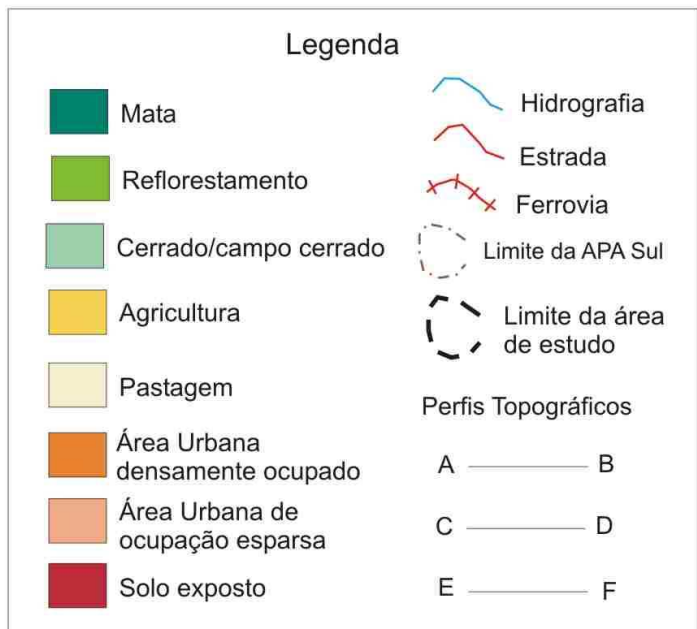 Legenda
Mata
Reflorestamento
Cerrado/campo cerrado
Agricultura
Pastagem
Área Urbana
densamente ocupado
Área Urbana de
ocupação esparsa
Solo exposto
Hidrografia
Estrada
Ferrovia
Limite da APA Sul
Limite da área
de estudo
Perfis Topográficos
A B
C D
E F